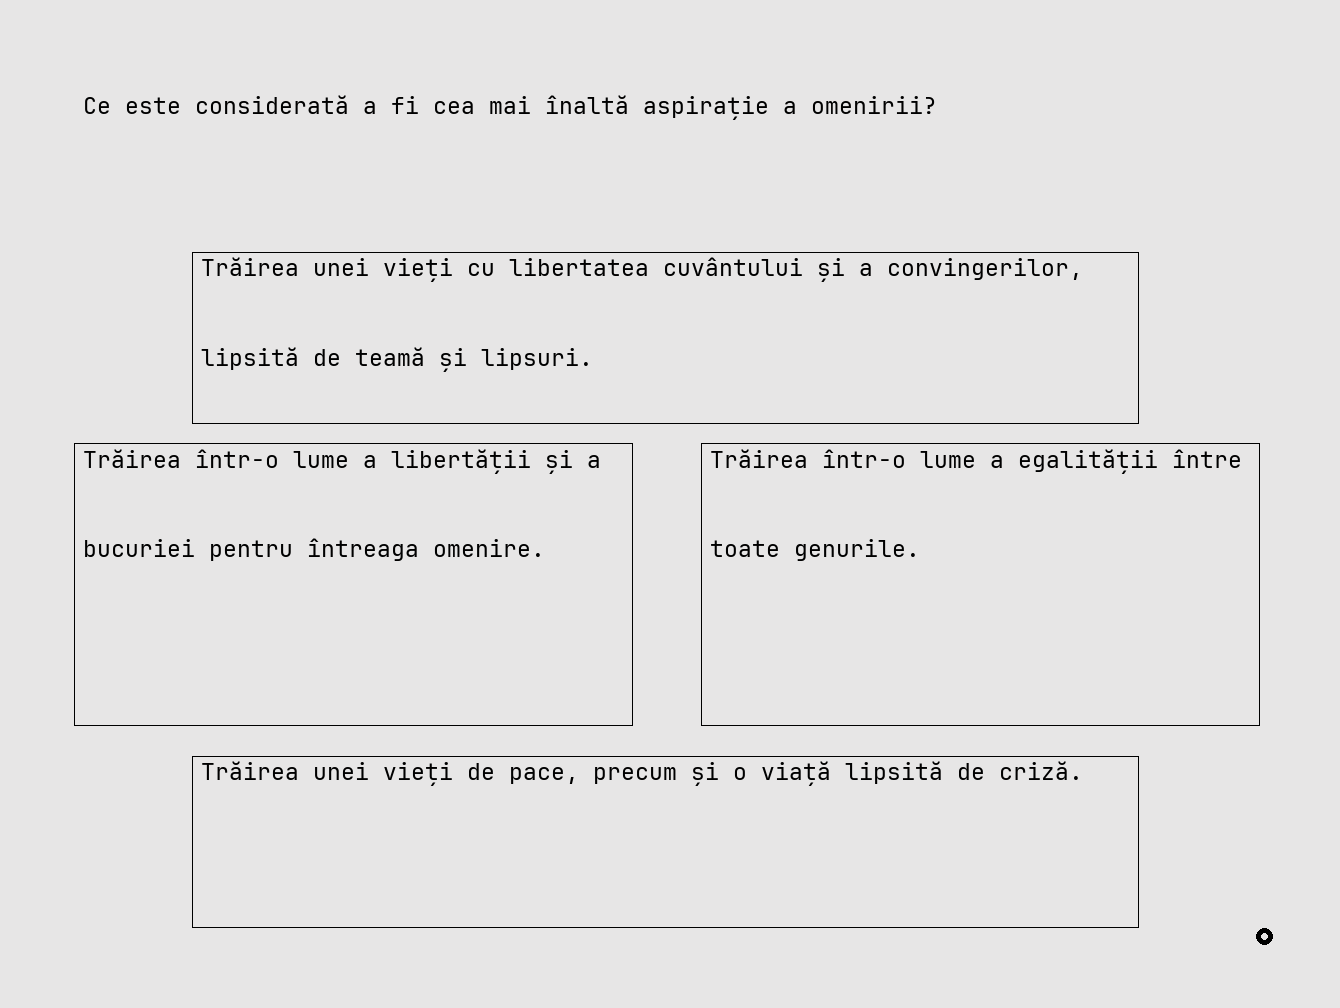 Ce este considerată a fi cea mai înaltă aspirație a omenirii?
Trăirea unei vieți cu libertatea cuvântului și a convingerilor,
lipsită de teamă și lipsuri.
Trăirea într-o lume a libertății și a
bucuriei pentru întreaga omenire.
Trăirea într-o lume a egalității între
toate genurile.
Trăirea unei vieți de pace, precum și o viață lipsită de criză.